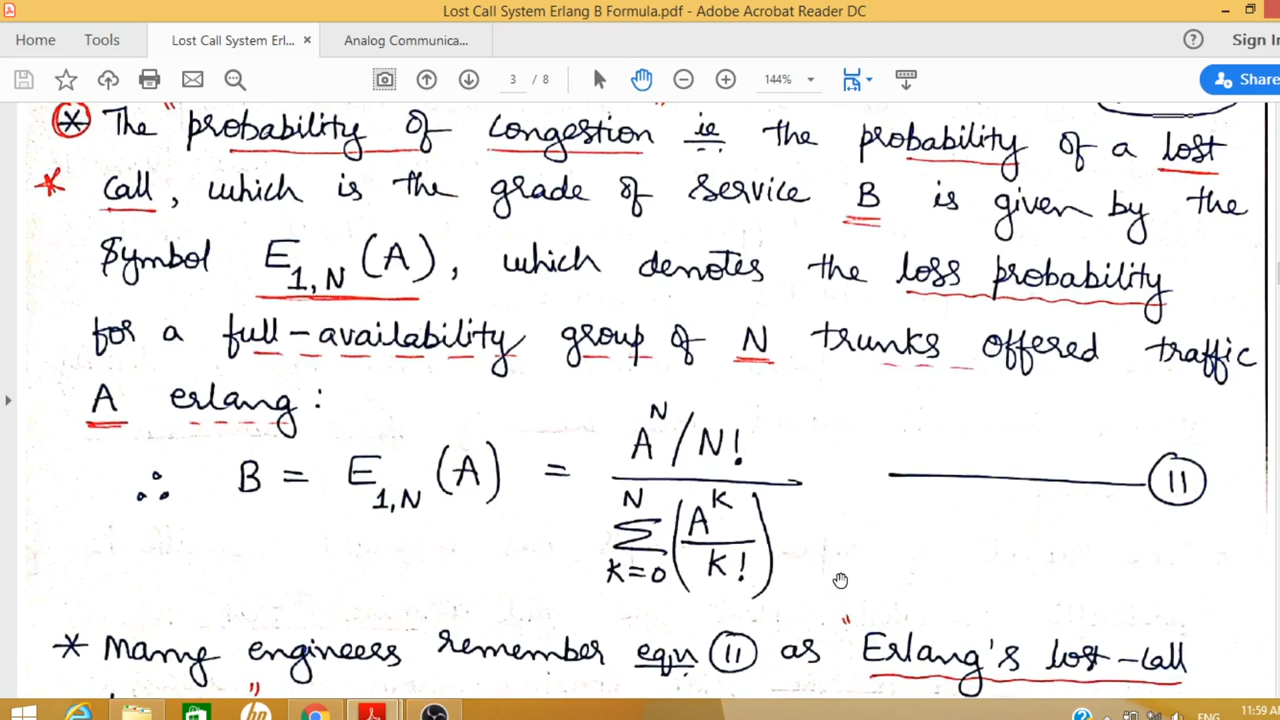 Lost Call System Erlang B Formula.pdf - Adobe Acrobat Reader DC
Home Tools Lost Call System Erl... × Analog Communica... Sign In
3 / 8 144% Share
* The "probability of congestion" ie the probability of a lost
* call, which is the grade of service B is given by the
Symbol E₁,N (A), which denotes the loss probability
for a full-availability group of N trunks offered traffic
A erlang:
∴ B = E₁,N (A) = (A^N / N!) / (∑_{k=0}^{N} (A^k / k!)) ——— (11)
* Many engineers remember eqn (11) as "Erlang's lost-call
ENG 11:59 A